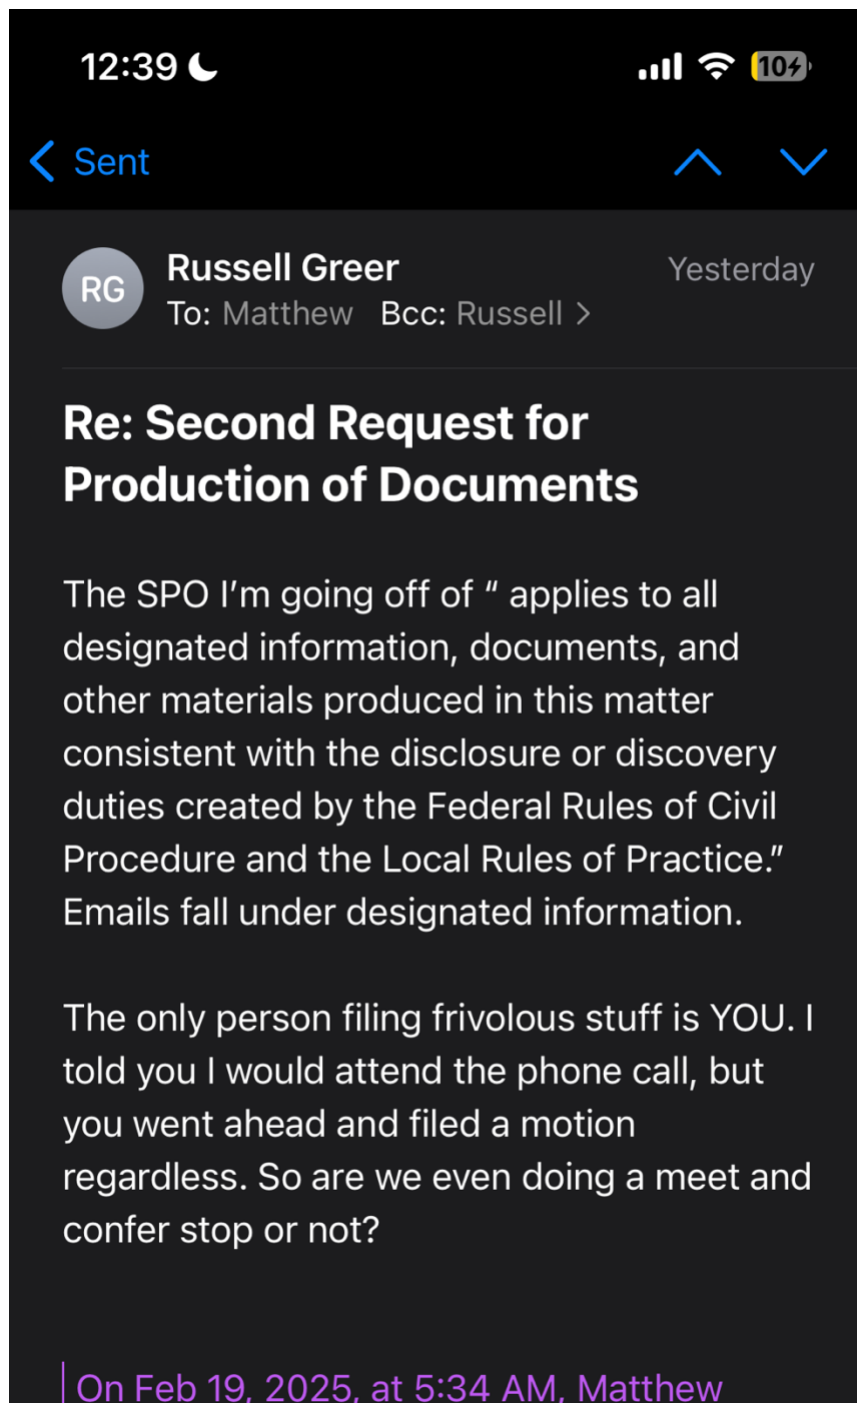 12:39
10
Sent
RG
Russell Greer
Yesterday
To: Matthew Bcc: Russell
Re: Second Request for
Production of Documents
The SPO I’m going off of “ applies to all
designated information, documents, and
other materials produced in this matter
consistent with the disclosure or discovery
duties created by the Federal Rules of Civil
Procedure and the Local Rules of Practice.”
Emails fall under designated information.
The only person filing frivolous stuff is YOU. I
told you I would attend the phone call, but
you went ahead and filed a motion
regardless. So are we even doing a meet and
confer stop or not?
On Feb 19, 2025, at 5:34 AM, Matthew